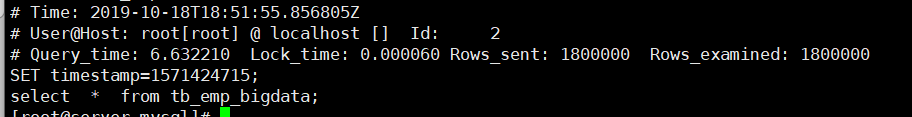 # Time: 2019-10-18T18:51:55.856805Z
# User@Host: root[root] @ localhost []  Id:     2
# Query_time: 6.632210  Lock_time: 0.000060 Rows_sent: 1800000  Rows_examined: 1800000
SET timestamp=1571424715;
select  *  from tb_emp_bigdata;
[root@server mysql]#